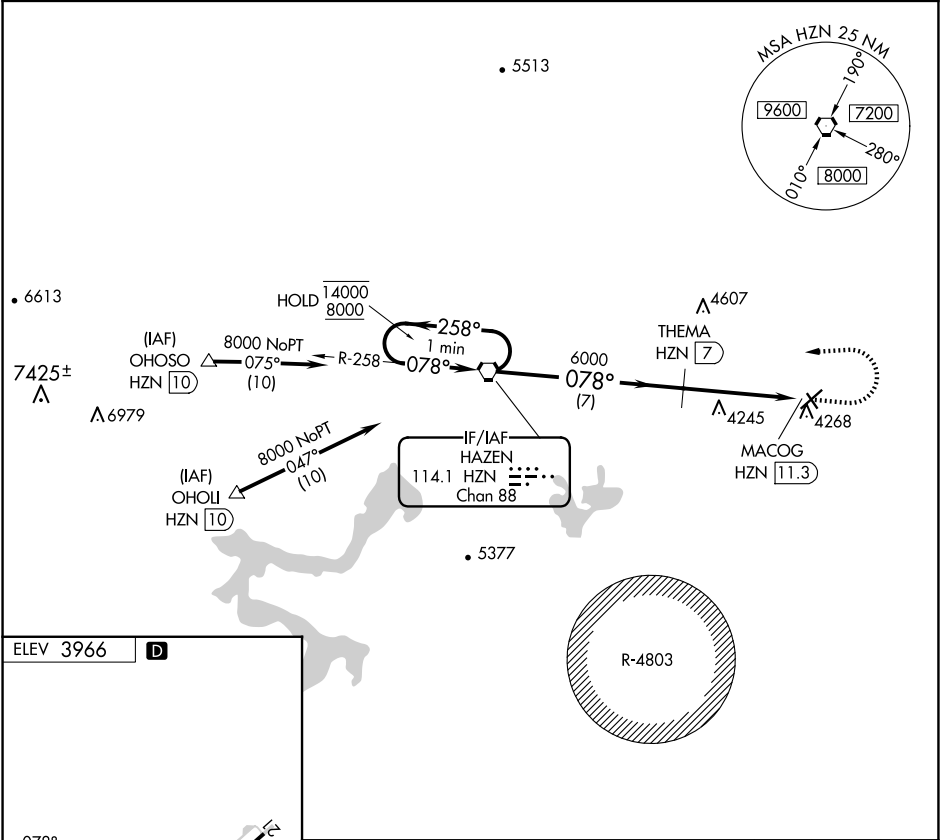 MSA HZN 25 NM
190°
9600
7200
280°
010°
8000
5513
6613
7425±
6979
(IAF)
OHOSO
HZN 10
8000 NoPT
075°
(10)
R-258
HOLD 14000
8000
258°
1 min
078°
6000
078°
(7)
4607
THEMA
HZN 7
4245
4268
MACOG
HZN 11.3
(IAF)
OHOLI
HZN 10
8000 NoPT
047°
(10)
IF/IAF
HAZEN
114.1 HZN
Chan 88
5377
R-4803
ELEV 3966 D
21